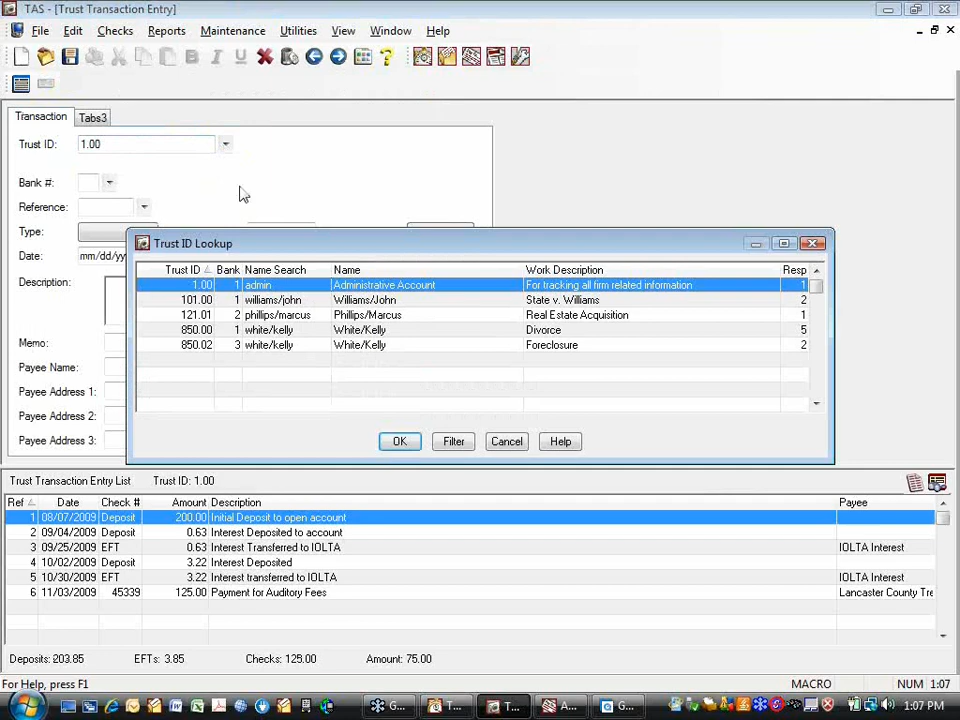 TAS - [Trust Transaction Entry]
File Edit Checks Reports Maintenance Utilities View Window Help
Transaction Tabs3
Trust ID: 1.00
Bank #:
Reference:
Type:
Date: mm/dd/yy
Description:
Memo:
Payee Name:
Payee Address 1:
Payee Address 2:
Payee Address 3:
Trust ID Lookup
Trust ID Bank Name Search Name Work Description Resp
1.00 1 admin Administrative Account For tracking all firm related information 1
101.00 1 williams/john Williams/John State v. Williams 2
121.01 2 phillips/marcus Phillips/Marcus Real Estate Acquisition 1
850.00 1 white/kelly White/Kelly Divorce 5
850.02 3 white/kelly White/Kelly Foreclosure 2
OK Filter Cancel Help
Trust Transaction Entry List Trust ID: 1.00
Ref Date Check # Amount Description Payee
1 08/07/2009 Deposit 200.00 Initial Deposit to open account
2 09/04/2009 Deposit 0.63 Interest Deposited to account
3 09/25/2009 EFT 0.63 Interest Transferred to IOLTA IOLTA Interest
4 10/02/2009 Deposit 3.22 Interest Deposited
5 10/30/2009 EFT 3.22 Interest transferred to IOLTA IOLTA Interest
6 11/03/2009 45339 125.00 Payment for Auditory Fees Lancaster County Tre
Deposits: 203.85 EFTs: 3.85 Checks: 125.00 Amount: 75.00
For Help, press F1 MACRO NUM 1:07
G... T... T... A... G... 1:07 PM